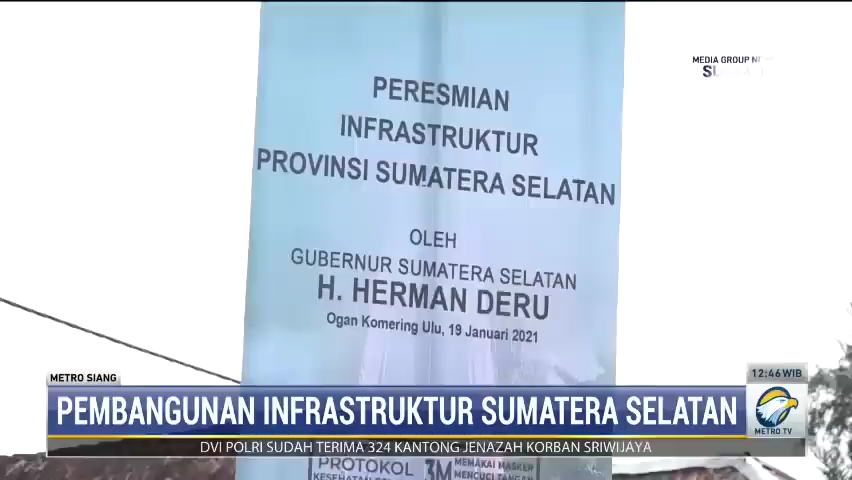 MEDIA GROUP
PERESMIAN
INFRASTRUKTUR
PROVINSI SUMATERA SELATAN
OLEH
GUBERNUR SUMATERA SELATAN
H. HERMAN DERU
Ogan Komering Ulu, 19 Januari 2021
METRO SIANG
12:46 WIB
PEMBANGUNAN INFRASTRUKTUR SUMATERA SELATAN
METRO TV
DVI POLRI SUDAH TERIMA 324 KANTONG JENAZAH KORBAN SRIWIJAYA
PROTOKOL
3M
MEMAKAI MASKER
MENCUCI TANGAN